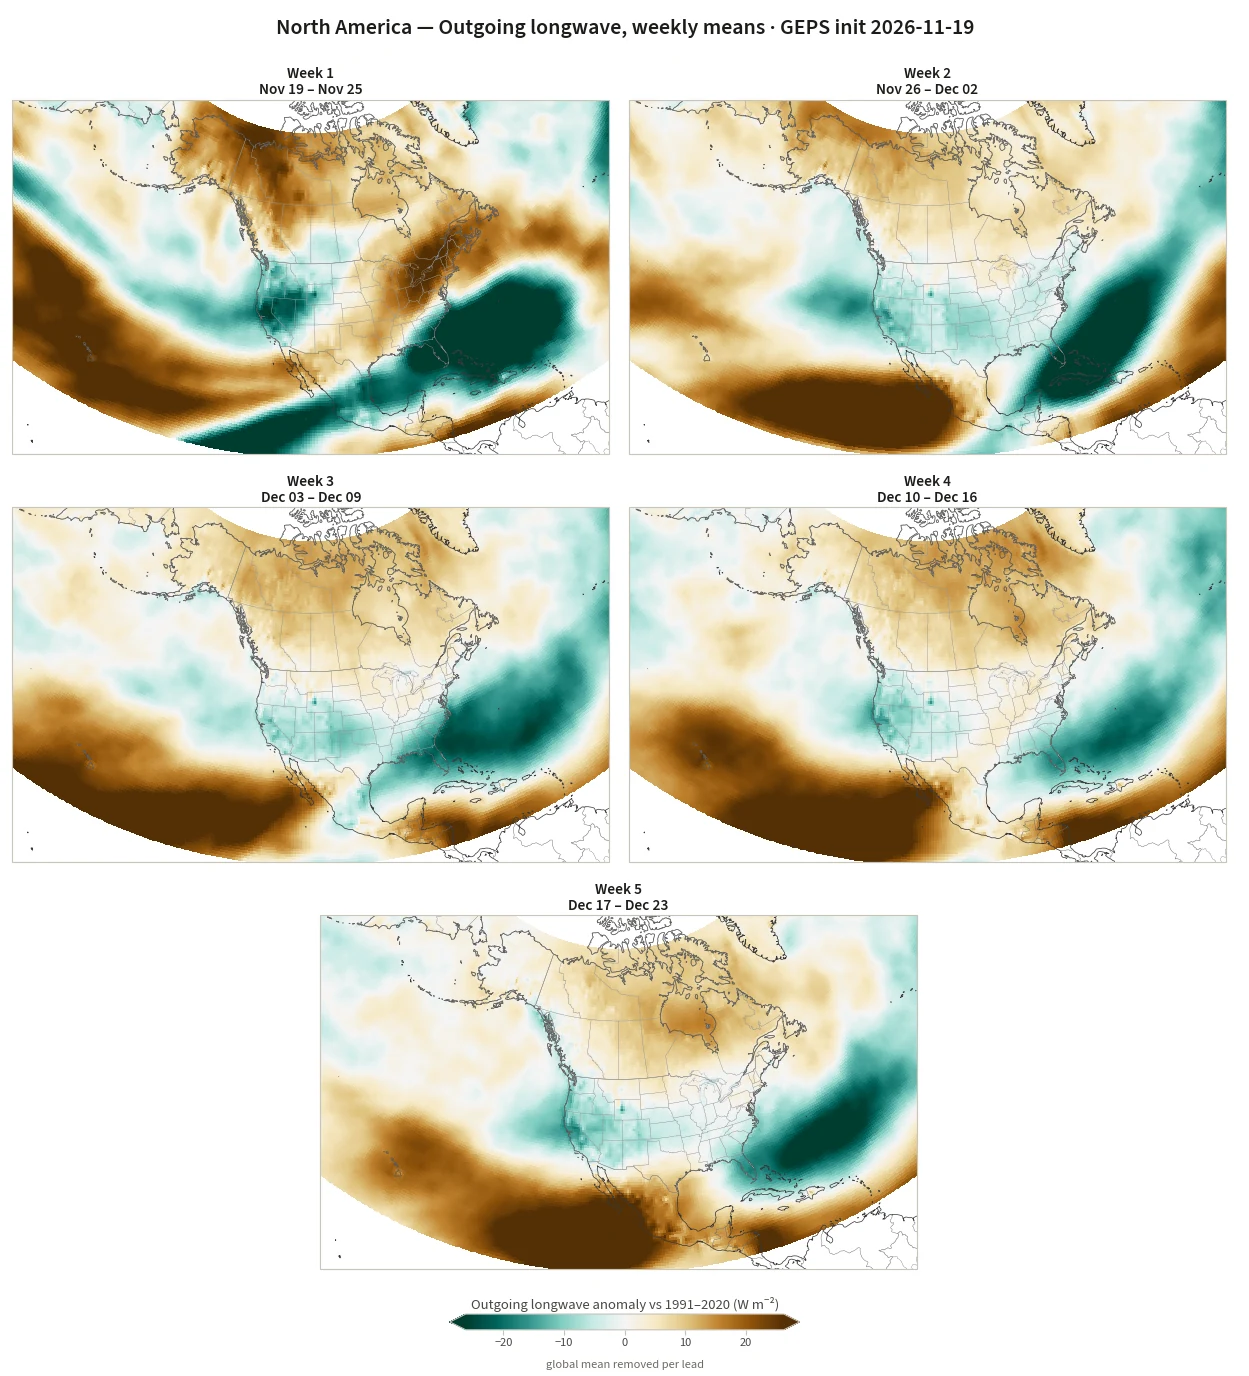 North America — Outgoing longwave, weekly means · GEPS init 2026-11-19
Week 1
Nov 19 – Nov 25
Week 2
Nov 26 – Dec 02
Week 3
Dec 03 – Dec 09
Week 4
Dec 10 – Dec 16
Week 5
Dec 17 – Dec 23
Outgoing longwave anomaly vs 1991–2020 (W m⁻²)
−20 −10 0 10 20
global mean removed per lead